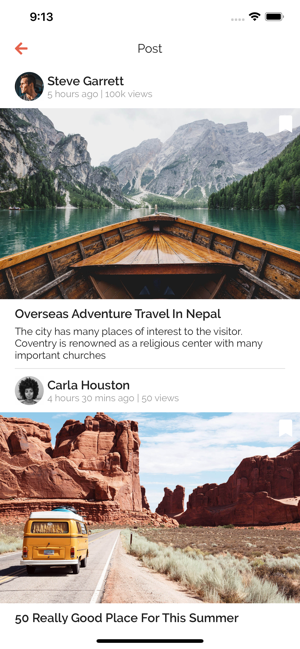 9:13
Post
Steve Garrett
5 hours ago | 100k views
Overseas Adventure Travel In Nepal
The city has many places of interest to the visitor.
Coventry is renowned as a religious center with many
important churches
Carla Houston
4 hours 30 mins ago | 50 views
50 Really Good Place For This Summer